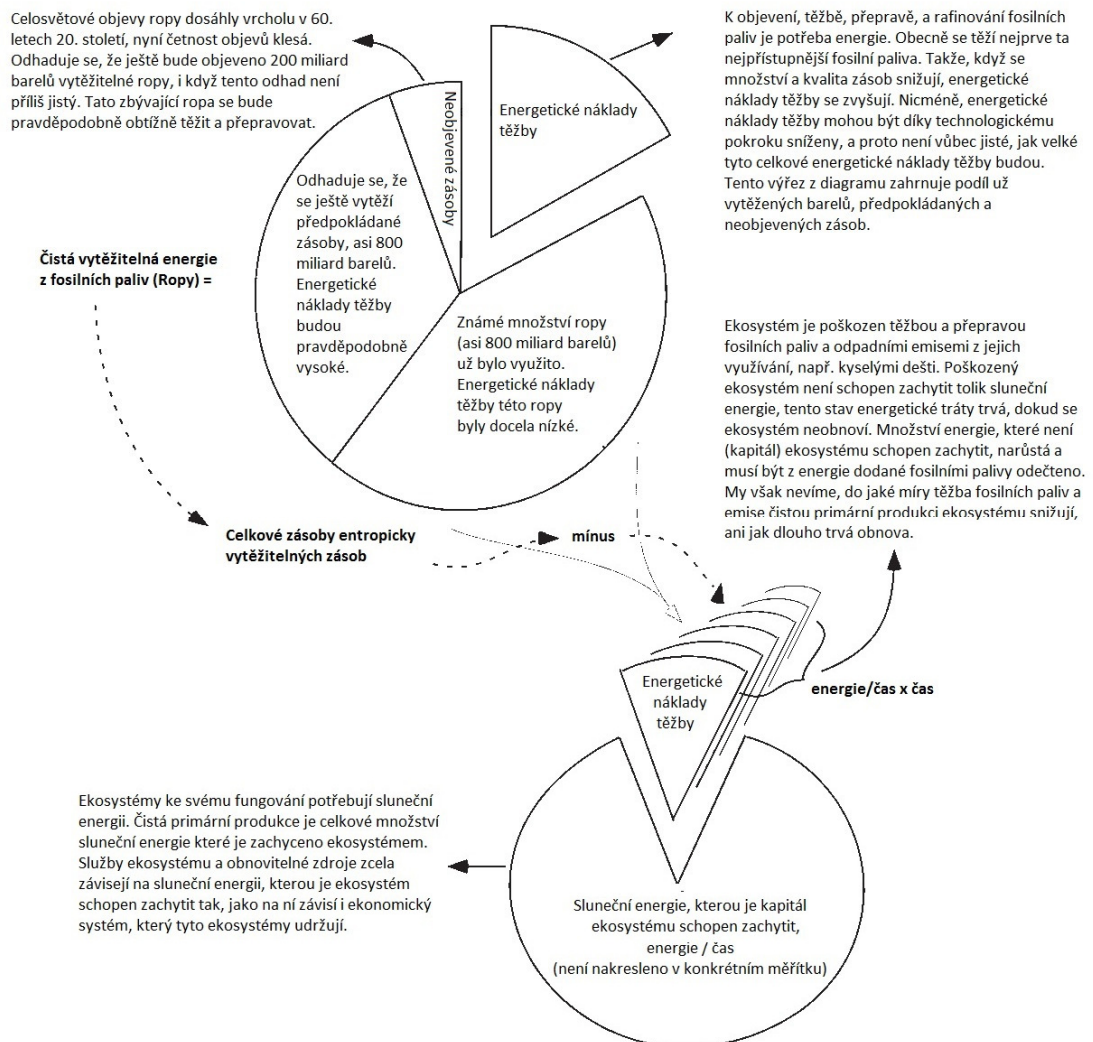 Celosvětové objevy ropy dosáhly vrcholu v 60.
letech 20. století, nyní četnost objevů klesá.
Odhaduje se, že ještě bude objeveno 200 miliard
barelů vytěžitelné ropy, i když tento odhad není
příliš jistý. Tato zbývající ropa se bude
pravděpodobně obtížně těžit a přepravovat.
Neobjevené zásoby
Energetické náklady
těžby
K objevení, těžbě, přepravě, a rafinování fosilních
paliv je potřeba energie. Obecně se těží nejprve ta
nejpřístupnější fosilní paliva. Takže, když se
množství a kvalita zásob snižují, energetické
náklady těžby se zvyšují. Nicméně, energetické
náklady těžby mohou být díky technologickému
pokroku sníženy, a proto není vůbec jisté, jak velké
tyto celkové energetické náklady těžby budou.
Tento výřez z diagramu zahrnuje podíl už
vytěžených barelů, předpokládaných a
neobjevených zásob.
Odhaduje se, že
se ještě vytěží
předpokládané
zásoby, asi 800
miliard barelů.
Energetické
náklady těžby
budou
pravděpodobně
vysoké.
Čistá vytěžitelná energie
z fosilních paliv (Ropy) =
Známé množství ropy
(asi 800 miliard barelů)
už bylo využito.
Energetické náklady
těžby této ropy
byly docela nízké.
Ekosystém je poškozen těžbou a přepravou
fosilních paliv a odpadními emisemi z jejich
využívání, např. kyselými dešti. Poškozený
ekosystém není schopen zachytit tolik sluneční
energie, tento stav energetické tráty trvá, dokud se
ekosystém neobnoví. Množství energie, které není
(kapitál) ekosystému schopen zachytit, narůstá a
musí být z energie dodané fosilními palivy odečteno.
My však nevíme, do jaké míry těžba fosilních paliv a
emise čistou primární produkci ekosystému snižují,
ani jak dlouho trvá obnova.
Celkové zásoby entropicky
vytěžitelných zásob
mínus
Energetické
náklady
těžby
energie/čas x čas
Ekosystémy ke svému fungování potřebují sluneční
energii. Čistá primární produkce je celkové množství
sluneční energie které je zachyceno ekosystémem.
Služby ekosystému a obnovitelné zdroje zcela
závisejí na sluneční energii, kterou je ekosystém
schopen zachytit tak, jako na ní závisí i ekonomický
systém, který tyto ekosystémy udržují.
Sluneční energie, kterou je kapitál
ekosystému schopen zachytit,
energie / čas
(není nakresleno v konkrétním měřítku)